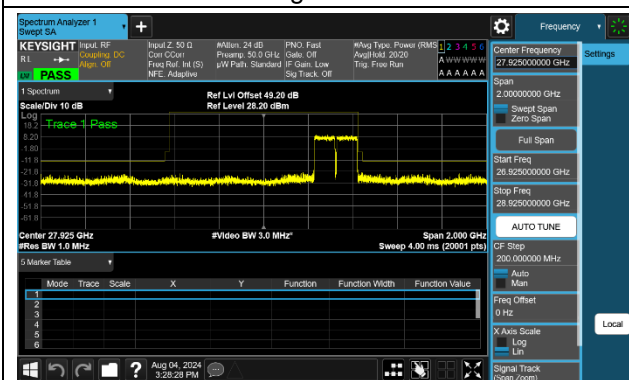 Spectrum Analyzer 1
Swept SA
Frequency
KEYSIGHT
RL
PASS
Input: RF
Coupling: DC
Align: Off
Input Z: 50 Ω
Corr CCorr
Freq Ref: Int (S)
NFE: Adaptive
#Atten: 24 dB
Preamp: 50.0 GHz
µW Path: Standard
PNO: Fast
Gate: Off
IF Gain: Low
Sig Track: Off
#Avg Type: Power (RMS
Avg|Hold: 20/20
Trig: Free Run
1 2 3 4 5 6
A W W W W W
A A A A A A
Center Frequency
27.925000000 GHz
Settings
Span
2.00000000 GHz
Swept Span
Zero Span
Full Span
Start Freq
26.925000000 GHz
Stop Freq
28.925000000 GHz
AUTO TUNE
CF Step
200.000000 MHz
Auto
Man
Freq Offset
0 Hz
X Axis Scale
Log
Lin
Signal Track
(Span Zoom)
Local
1 Spectrum
Scale/Div 10 dB
Ref Lvl Offset 49.20 dB
Ref Level 28.20 dBm
Log
Trace 1 Pass
18.2
8.20
-1.80
-11.8
-21.8
-31.8
-41.8
-51.8
-61.8
Center 27.925 GHz
#Video BW 3.0 MHz*
Span 2.000 GHz
#Res BW 1.0 MHz
Sweep 4.00 ms (20001 pts)
5 Marker Table
Mode Trace Scale X Y Function Function Width Function Value
1
2
3
4
5
6
?
Aug 04, 2024
3:28:28 PM